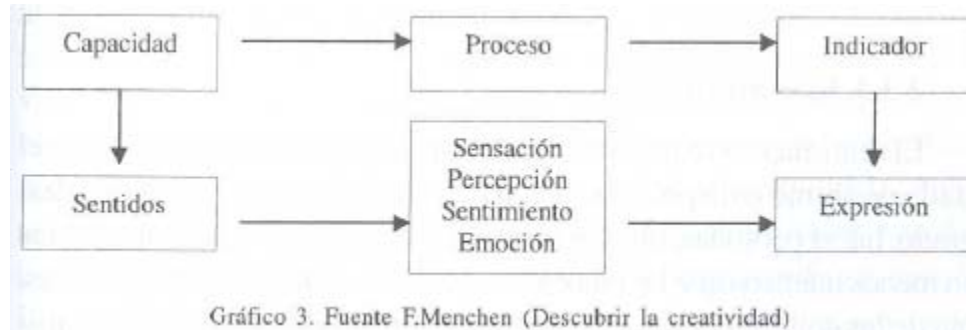 Capacidad
Proceso
Indicador
Sentidos
Sensación
Percepción
Sentimiento
Emoción
Expresión
Gráfico 3. Fuente F.Menchen (Descubrir la creatividad)